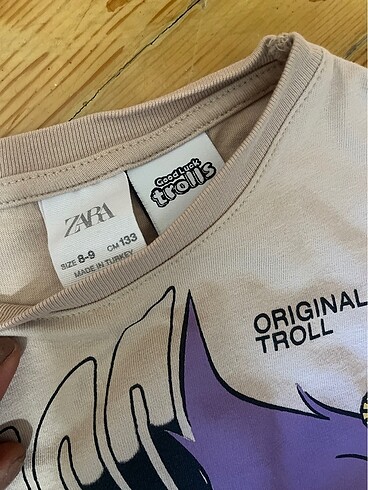 ZARA
SIZE 8-9 CM 133
MADE IN TURKEY
Good Luck
trolls
ORIGINAL
TROLL